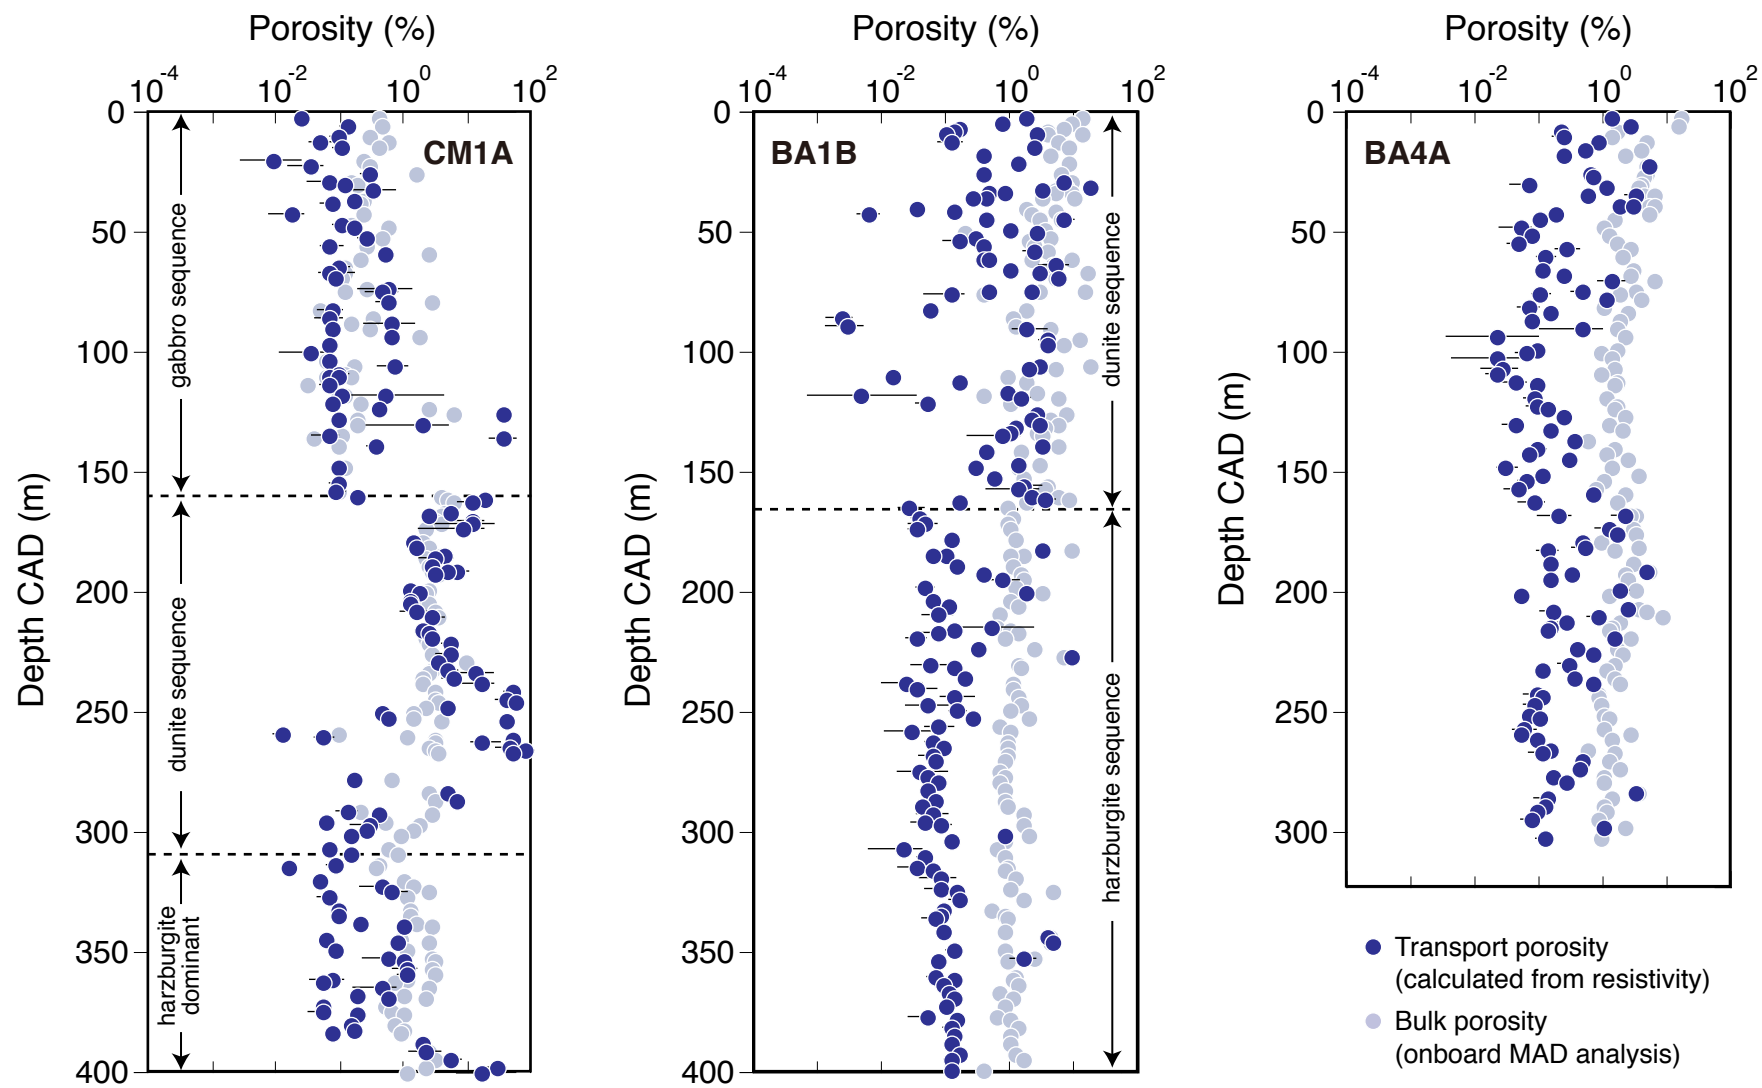 Porosity (%)
10-4 10-2 100 102
CM1A
0
50
100
150
200
250
300
350
400
Depth CAD (m)
gabbro sequence
dunite sequence
harzburgite
dominant
Porosity (%)
10-4 10-2 100 102
BA1B
0
50
100
150
200
250
300
350
400
Depth CAD (m)
dunite sequence
harzburgite sequence
Porosity (%)
10-4 10-2 100 102
BA4A
0
50
100
150
200
250
300
Depth CAD (m)
Transport porosity
(calculated from resistivity)
Bulk porosity
(onboard MAD analysis)